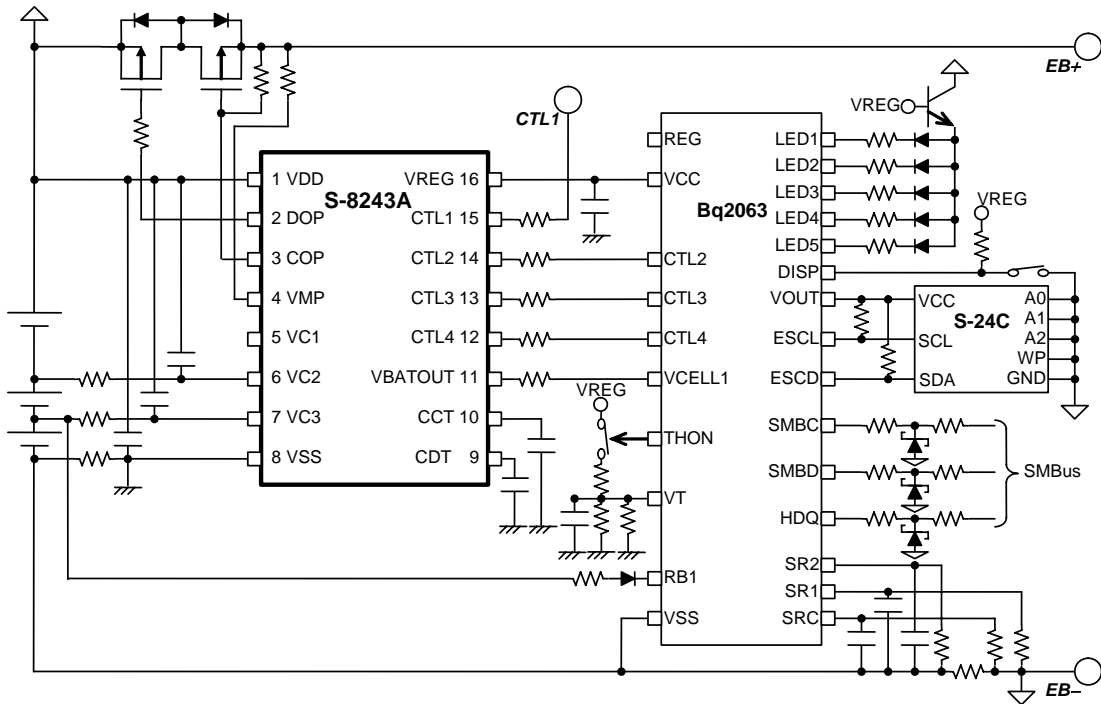 EB+
CTL1
VREG
S-8243A
1 VDD
2 DOP
3 COP
4 VMP
5 VC1
6 VC2
7 VC3
8 VSS
VREG 16
CTL1 15
CTL2 14
CTL3 13
CTL4 12
VBATOUT 11
CCT 10
CDT 9
VREG
Bq2063
REG
VCC
CTL2
CTL3
CTL4
VCELL1
THON
VT
RB1
VSS
LED1
LED2
LED3
LED4
LED5
DISP
VOUT
ESCL
ESCD
SMBC
SMBD
HDQ
SR2
SR1
SRC
VREG
S-24C
VCC
SCL
SDA
A0
A1
A2
WP
GND
SMBus
EB−